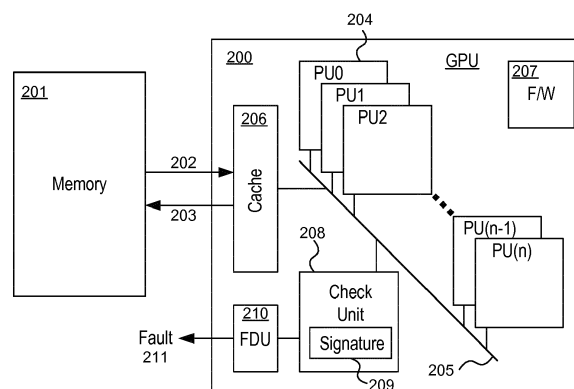 204
200
GPU
201
PU0
207
F/W
PU1
206
PU2
202
Memory
Cache
203
PU(n-1)
208
PU(n)
Check
Unit
210
Fault
211
FDU
Signature
209
205